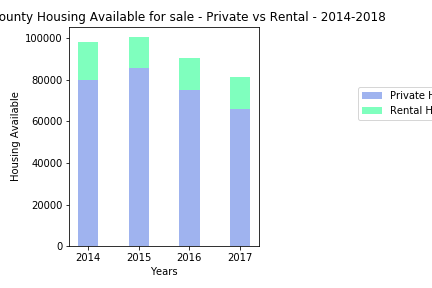 ounty Housing Available for sale - Private vs Rental - 2014-2018
100000
80000
60000
40000
20000
0
Housing Available
2014 2015 2016 2017
Years
Private H
Rental H